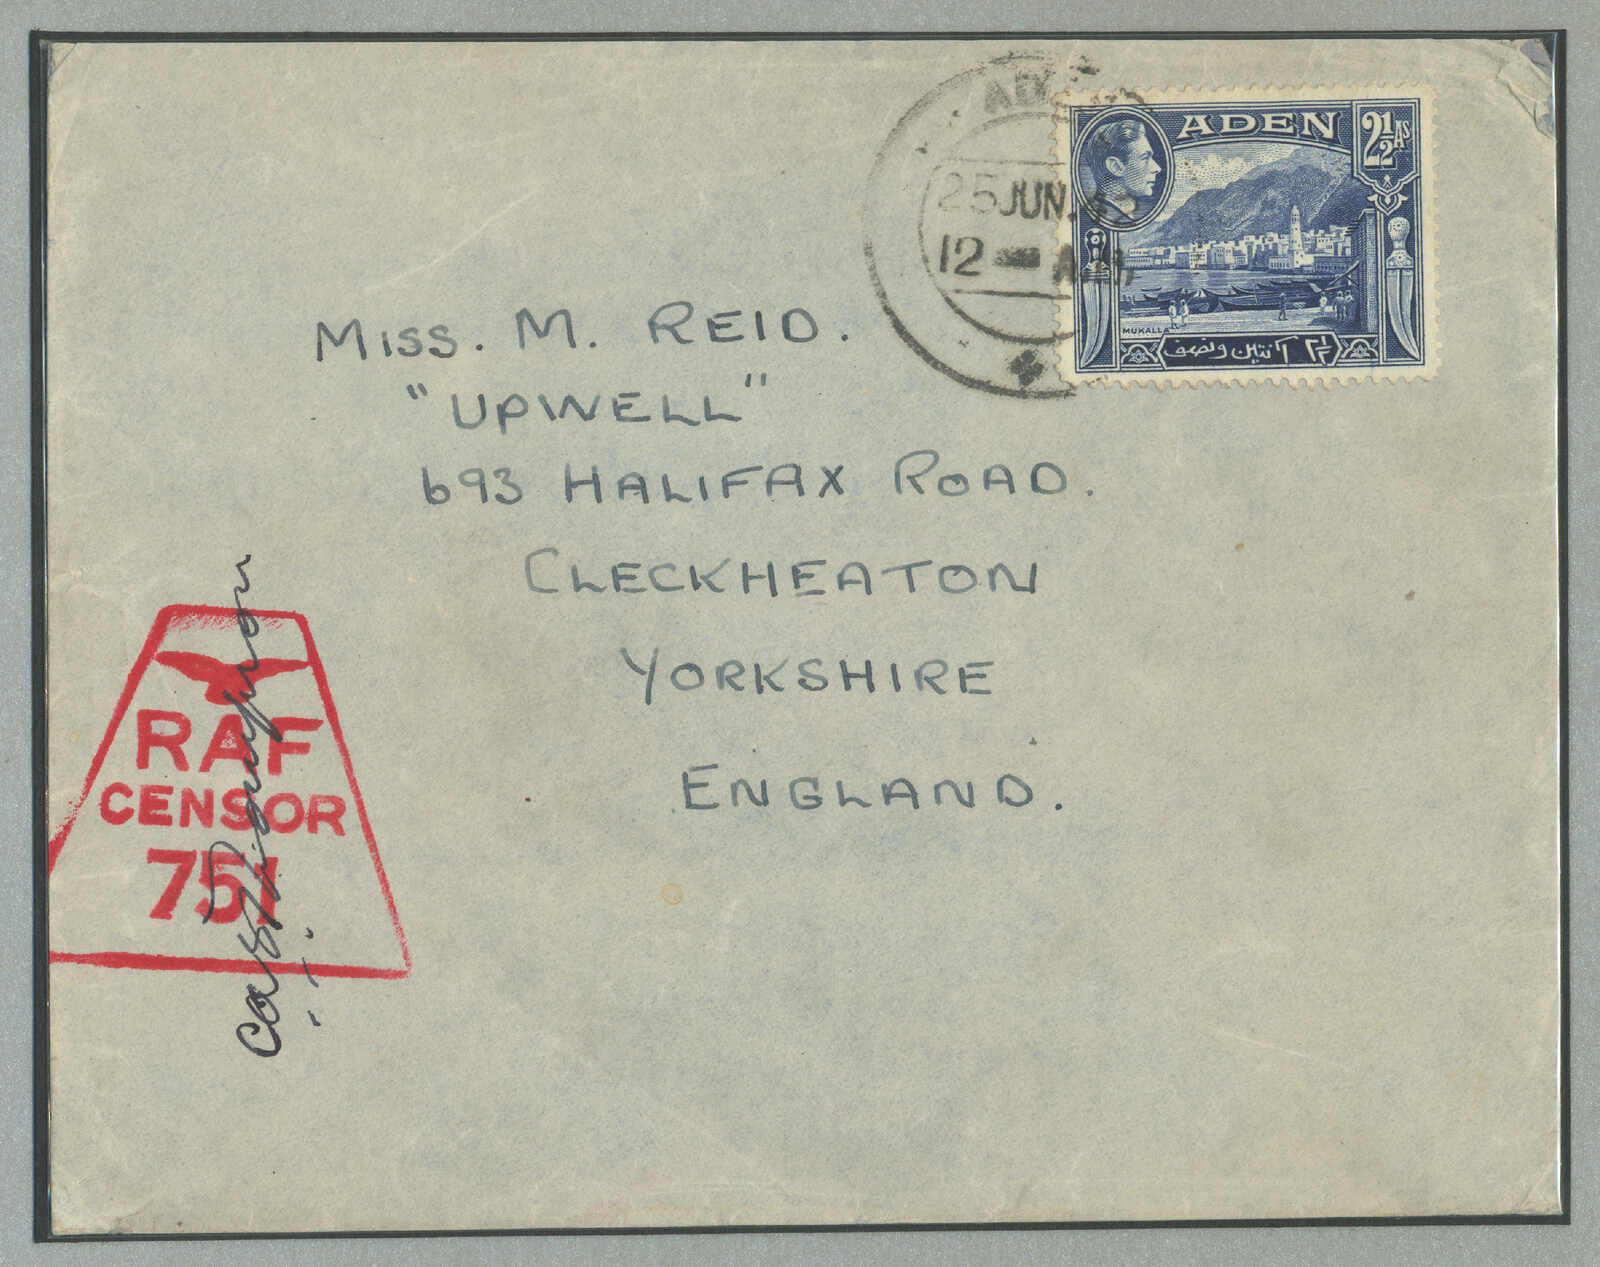 ADEN
25 JUN. 42
12 - A.M.
ADEN
2½ AS
MUKALLA
٢½ آنتين ونصف
MISS. M. REID.
"UPWELL"
693 HALIFAX ROAD.
CLECKHEATON
YORKSHIRE
ENGLAND.
RAF
CENSOR
751